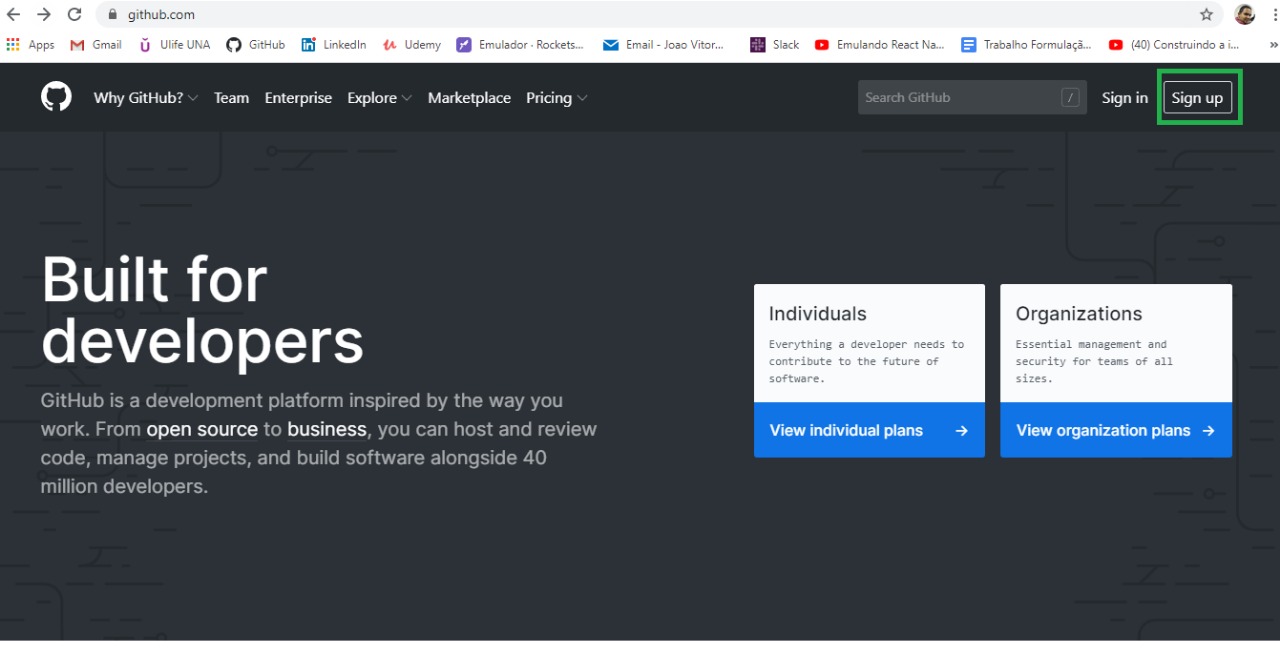 github.com
Apps Gmail Ulife UNA GitHub LinkedIn Udemy Emulador · Rockets... Email - Joao Vitor... Slack Emulando React Na... Trabalho Formulaçã... (40) Construindo a i... »
Why GitHub? Team Enterprise Explore Marketplace Pricing Search GitHub / Sign in Sign up
Built for
developers
GitHub is a development platform inspired by the way you
work. From open source to business, you can host and review
code, manage projects, and build software alongside 40
million developers.
Individuals
Everything a developer needs to
contribute to the future of
software.
View individual plans →
Organizations
Essential management and
security for teams of all
sizes.
View organization plans →